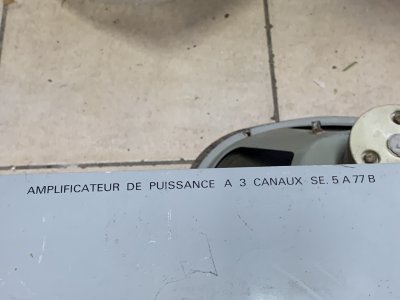 AMPLIFICATEUR DE PUISSANCE A 3 CANAUX SE. 5 A 77 B